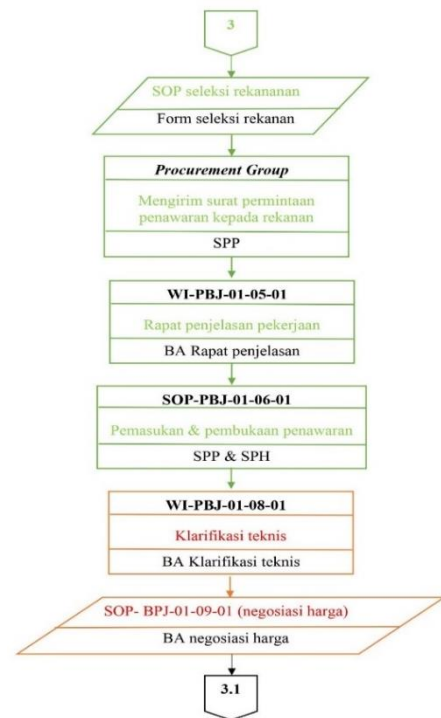 3
SOP seleksi rekananan
Form seleksi rekanan
Procurement Group
Mengirim surat permintaan
penawaran kepada rekanan
SPP
WI-PBJ-01-05-01
Rapat penjelasan pekerjaan
BA Rapat penjelasan
SOP-PBJ-01-06-01
Pemasukan & pembukaan penawaran
SPP & SPH
WI-PBJ-01-08-01
Klarifikasi teknis
BA Klarifikasi teknis
SOP- BPJ-01-09-01 (negosiasi harga)
BA negosiasi harga
3.1